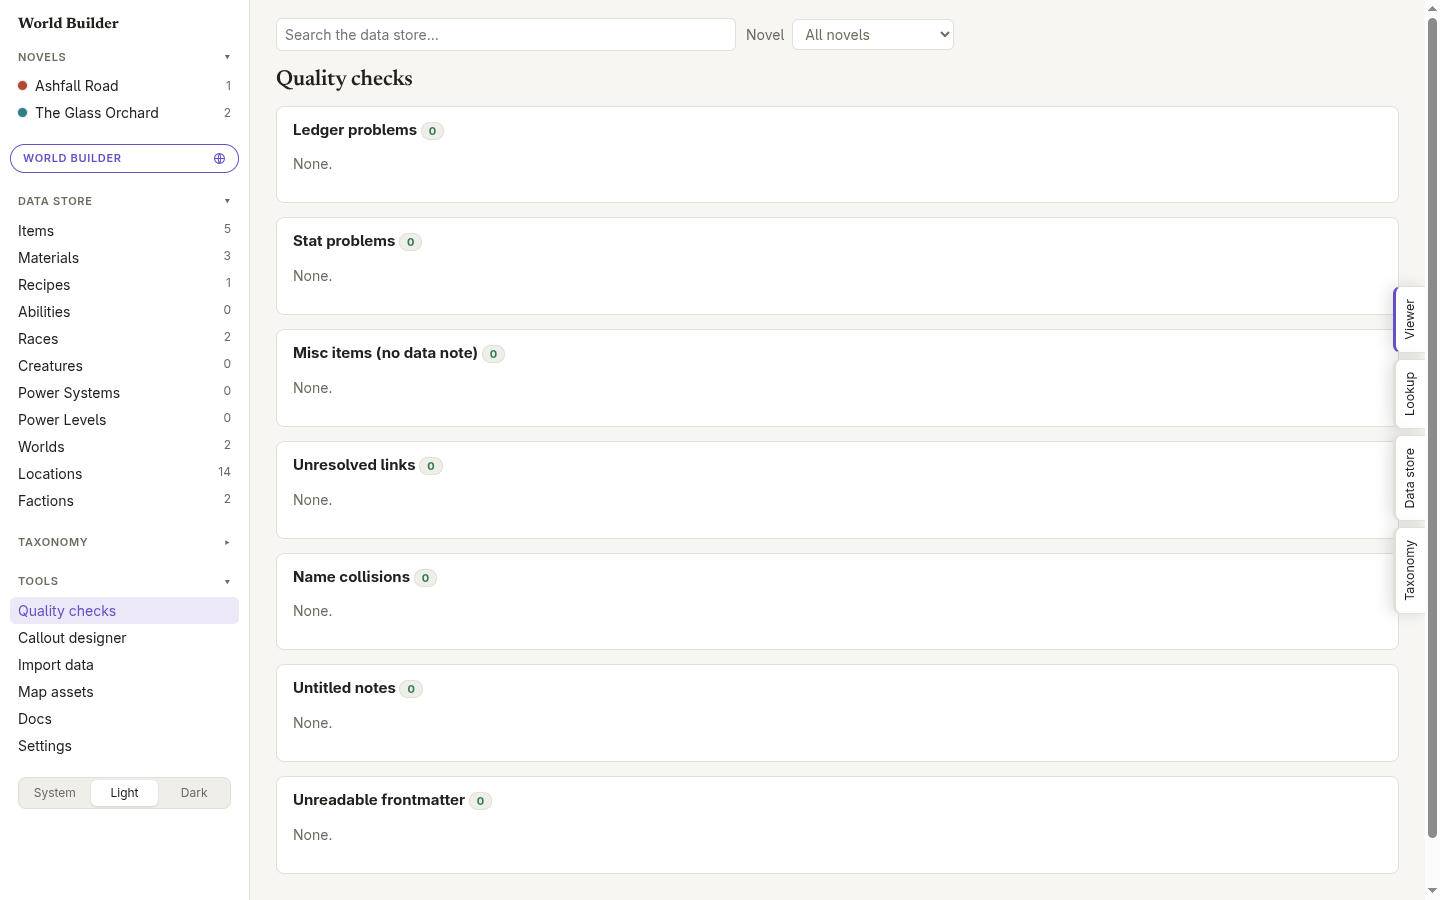 World Builder
NOVELS
Ashfall Road 1
The Glass Orchard 2
WORLD BUILDER
DATA STORE
Items 5
Materials 3
Recipes 1
Abilities 0
Races 2
Creatures 0
Power Systems 0
Power Levels 0
Worlds 2
Locations 14
Factions 2
TAXONOMY
TOOLS
Quality checks
Callout designer
Import data
Map assets
Docs
Settings
System Light Dark
Search the data store... Novel All novels
Quality checks
Ledger problems 0
None.
Stat problems 0
None.
Misc items (no data note) 0
None.
Unresolved links 0
None.
Name collisions 0
None.
Untitled notes 0
None.
Unreadable frontmatter 0
None.
Viewer
Lookup
Data store
Taxonomy